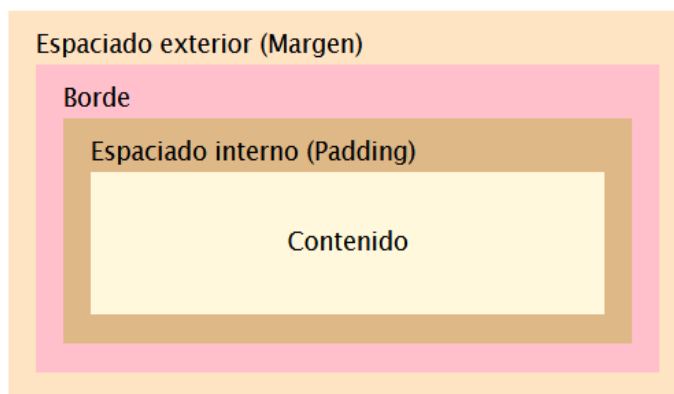 Espaciado exterior (Margen)
Borde
Espaciado interno (Padding)
Contenido